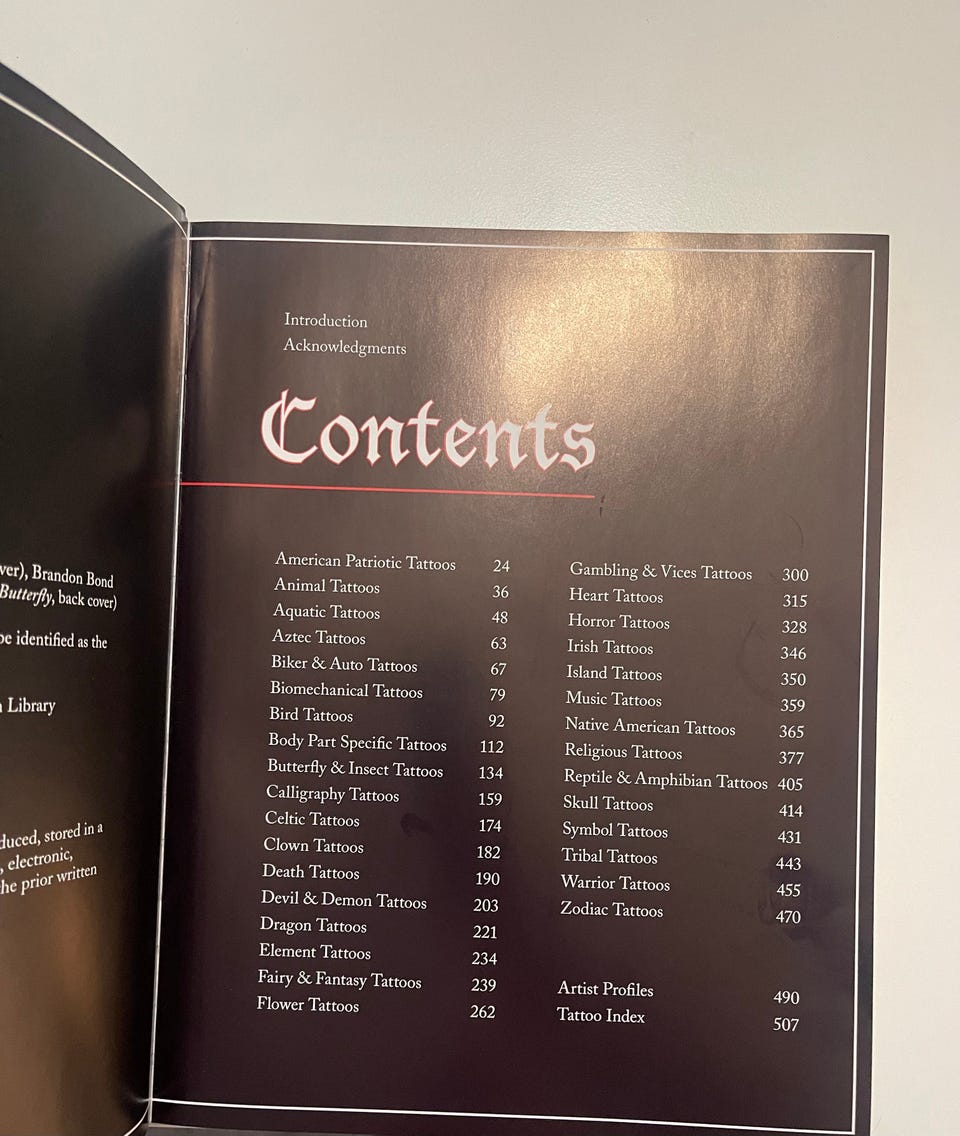 ver), Brandon Bond
Butterfly, back cover)
be identified as the
Library
duced, stored in a
, electronic,
he prior written
Introduction
Acknowledgments
Contents
American Patriotic Tattoos 24
Animal Tattoos 36
Aquatic Tattoos 48
Aztec Tattoos 63
Biker & Auto Tattoos 67
Biomechanical Tattoos 79
Bird Tattoos 92
Body Part Specific Tattoos 112
Butterfly & Insect Tattoos 134
Calligraphy Tattoos 159
Celtic Tattoos 174
Clown Tattoos 182
Death Tattoos 190
Devil & Demon Tattoos 203
Dragon Tattoos 221
Element Tattoos 234
Fairy & Fantasy Tattoos 239
Flower Tattoos 262
Gambling & Vices Tattoos 300
Heart Tattoos 315
Horror Tattoos 328
Irish Tattoos 346
Island Tattoos 350
Music Tattoos 359
Native American Tattoos 365
Religious Tattoos 377
Reptile & Amphibian Tattoos 405
Skull Tattoos 414
Symbol Tattoos 431
Tribal Tattoos 443
Warrior Tattoos 455
Zodiac Tattoos 470
Artist Profiles 490
Tattoo Index 507